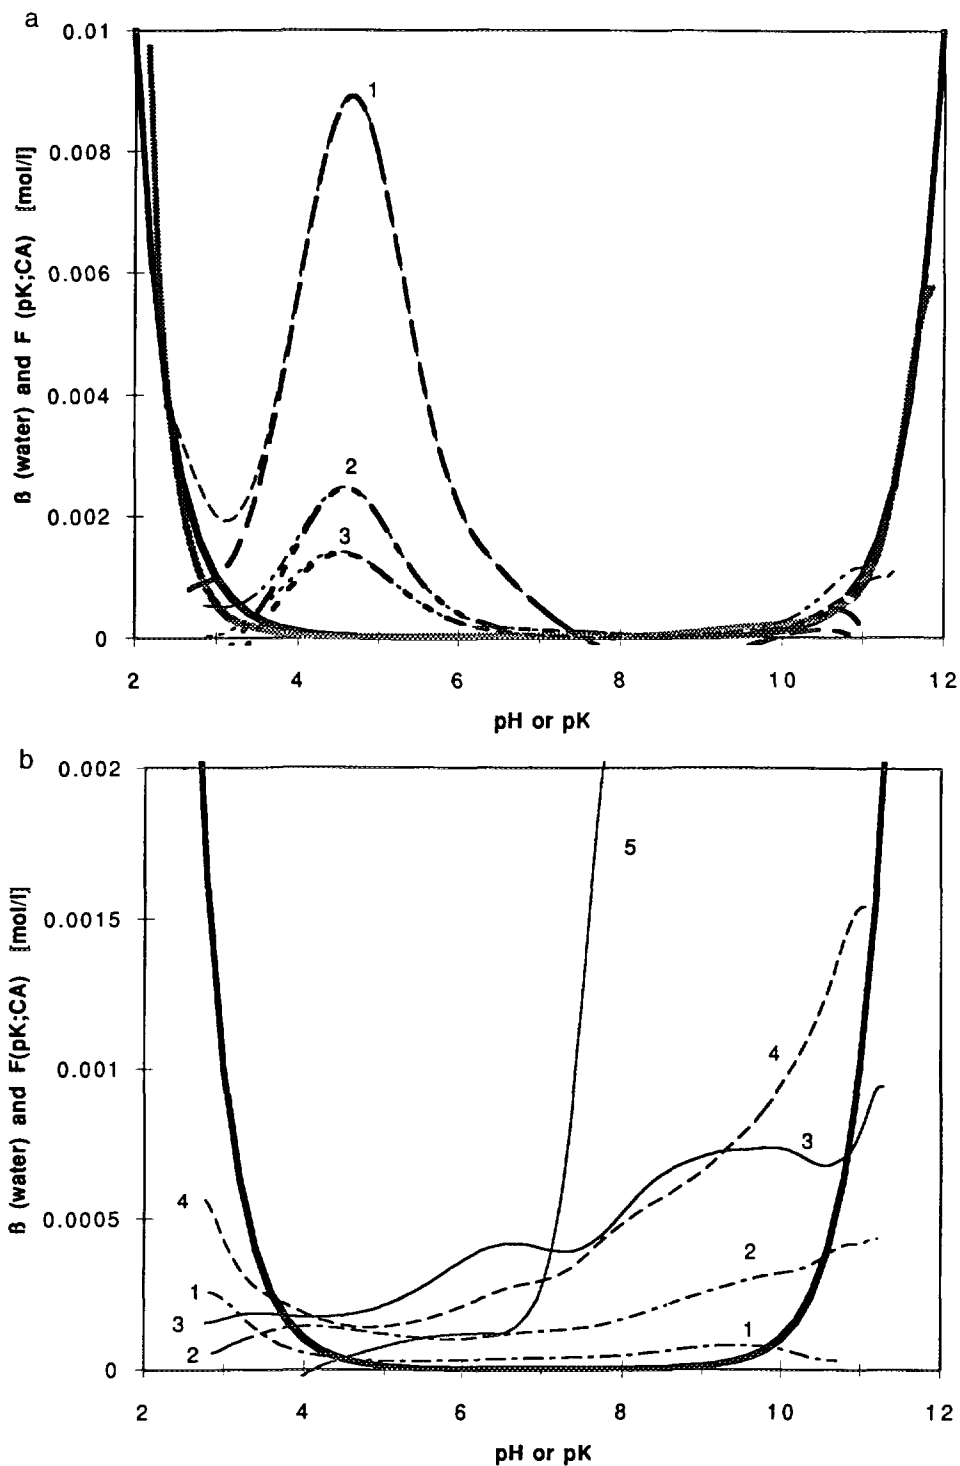 a
0.01
0.008
0.006
0.004
0.002
0
ß (water) and F (pK;CA) [mol/l]
1
2
3
2 4 6 8 10 12
pH or pK
b
0.002
0.0015
0.001
0.0005
0
ß (water) and F(pK;CA) [mol/l]
5
4
3
4
2
1
3
1
2
2 4 6 8 10 12
pH or pK